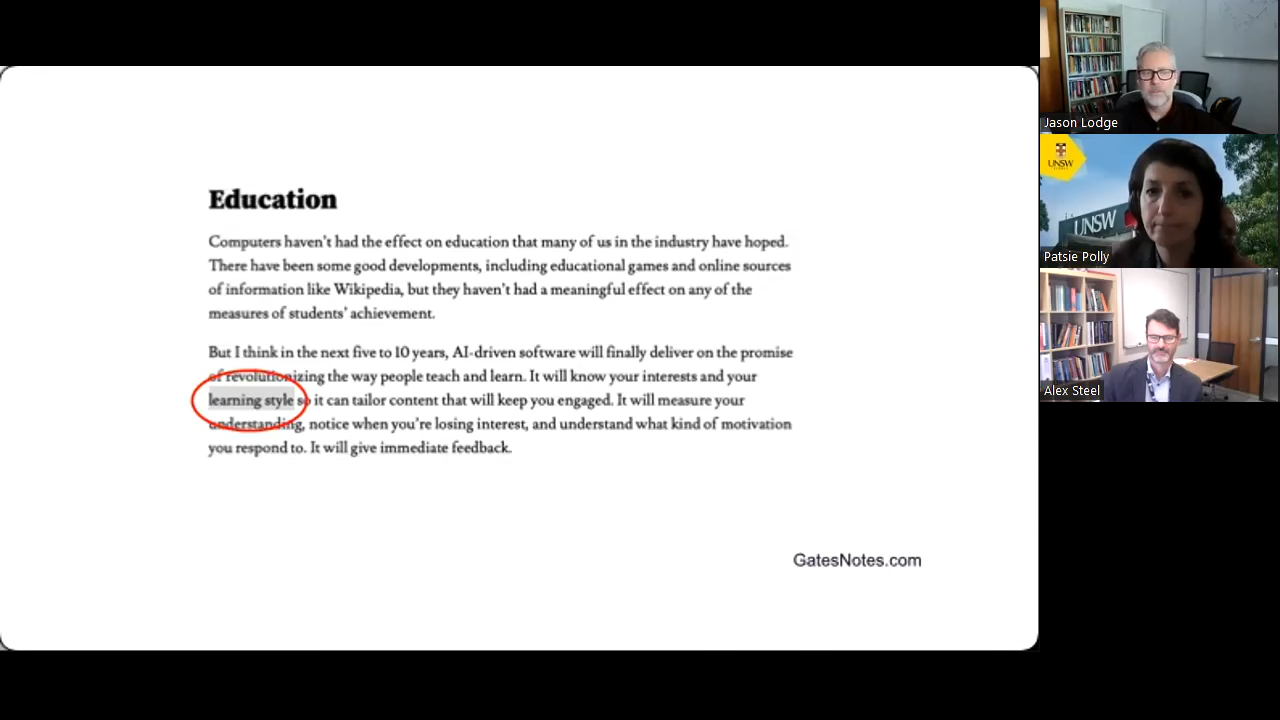 Education
Computers haven't had the effect on education that many of us in the industry have hoped.
There have been some good developments, including educational games and online sources
of information like Wikipedia, but they haven't had a meaningful effect on any of the
measures of students' achievement.
But I think in the next five to 10 years, AI-driven software will finally deliver on the promise
of revolutionizing the way people teach and learn. It will know your interests and your
learning style so it can tailor content that will keep you engaged. It will measure your
understanding, notice when you're losing interest, and understand what kind of motivation
you respond to. It will give immediate feedback.
GatesNotes.com
Jason Lodge
UNSW
UNSW
Patsie Polly
Alex Steel